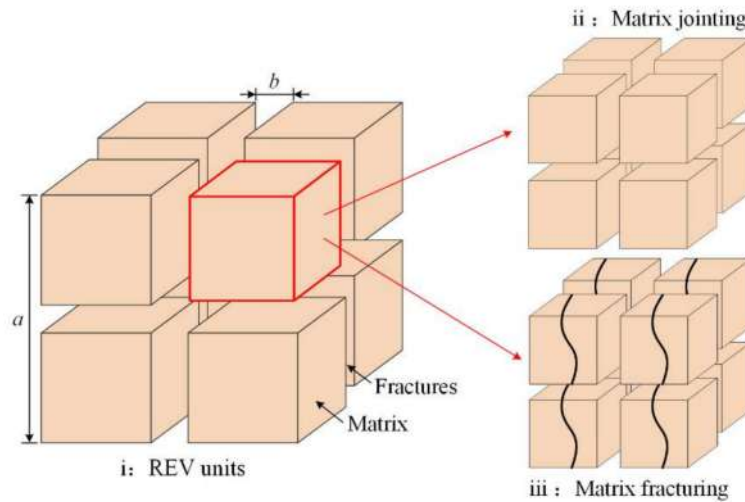 ii： Matrix jointing
b
a
Fractures
Matrix
i： REV units
iii： Matrix fracturing